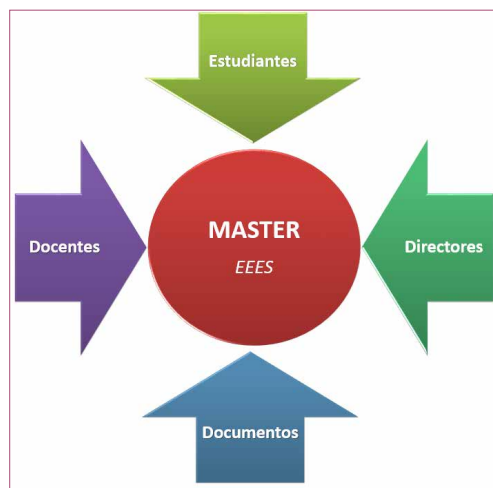 Estudiantes
Docentes
MASTER
EEES
Directores
Documentos